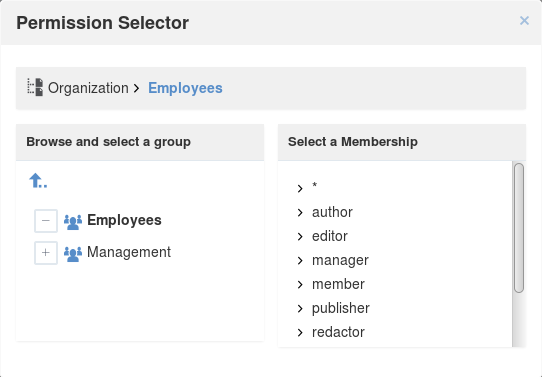 Permission Selector
×
Organization > Employees
Browse and select a group
..
− Employees
+ Management
Select a Membership
> *
> author
> editor
> manager
> member
> publisher
> redactor